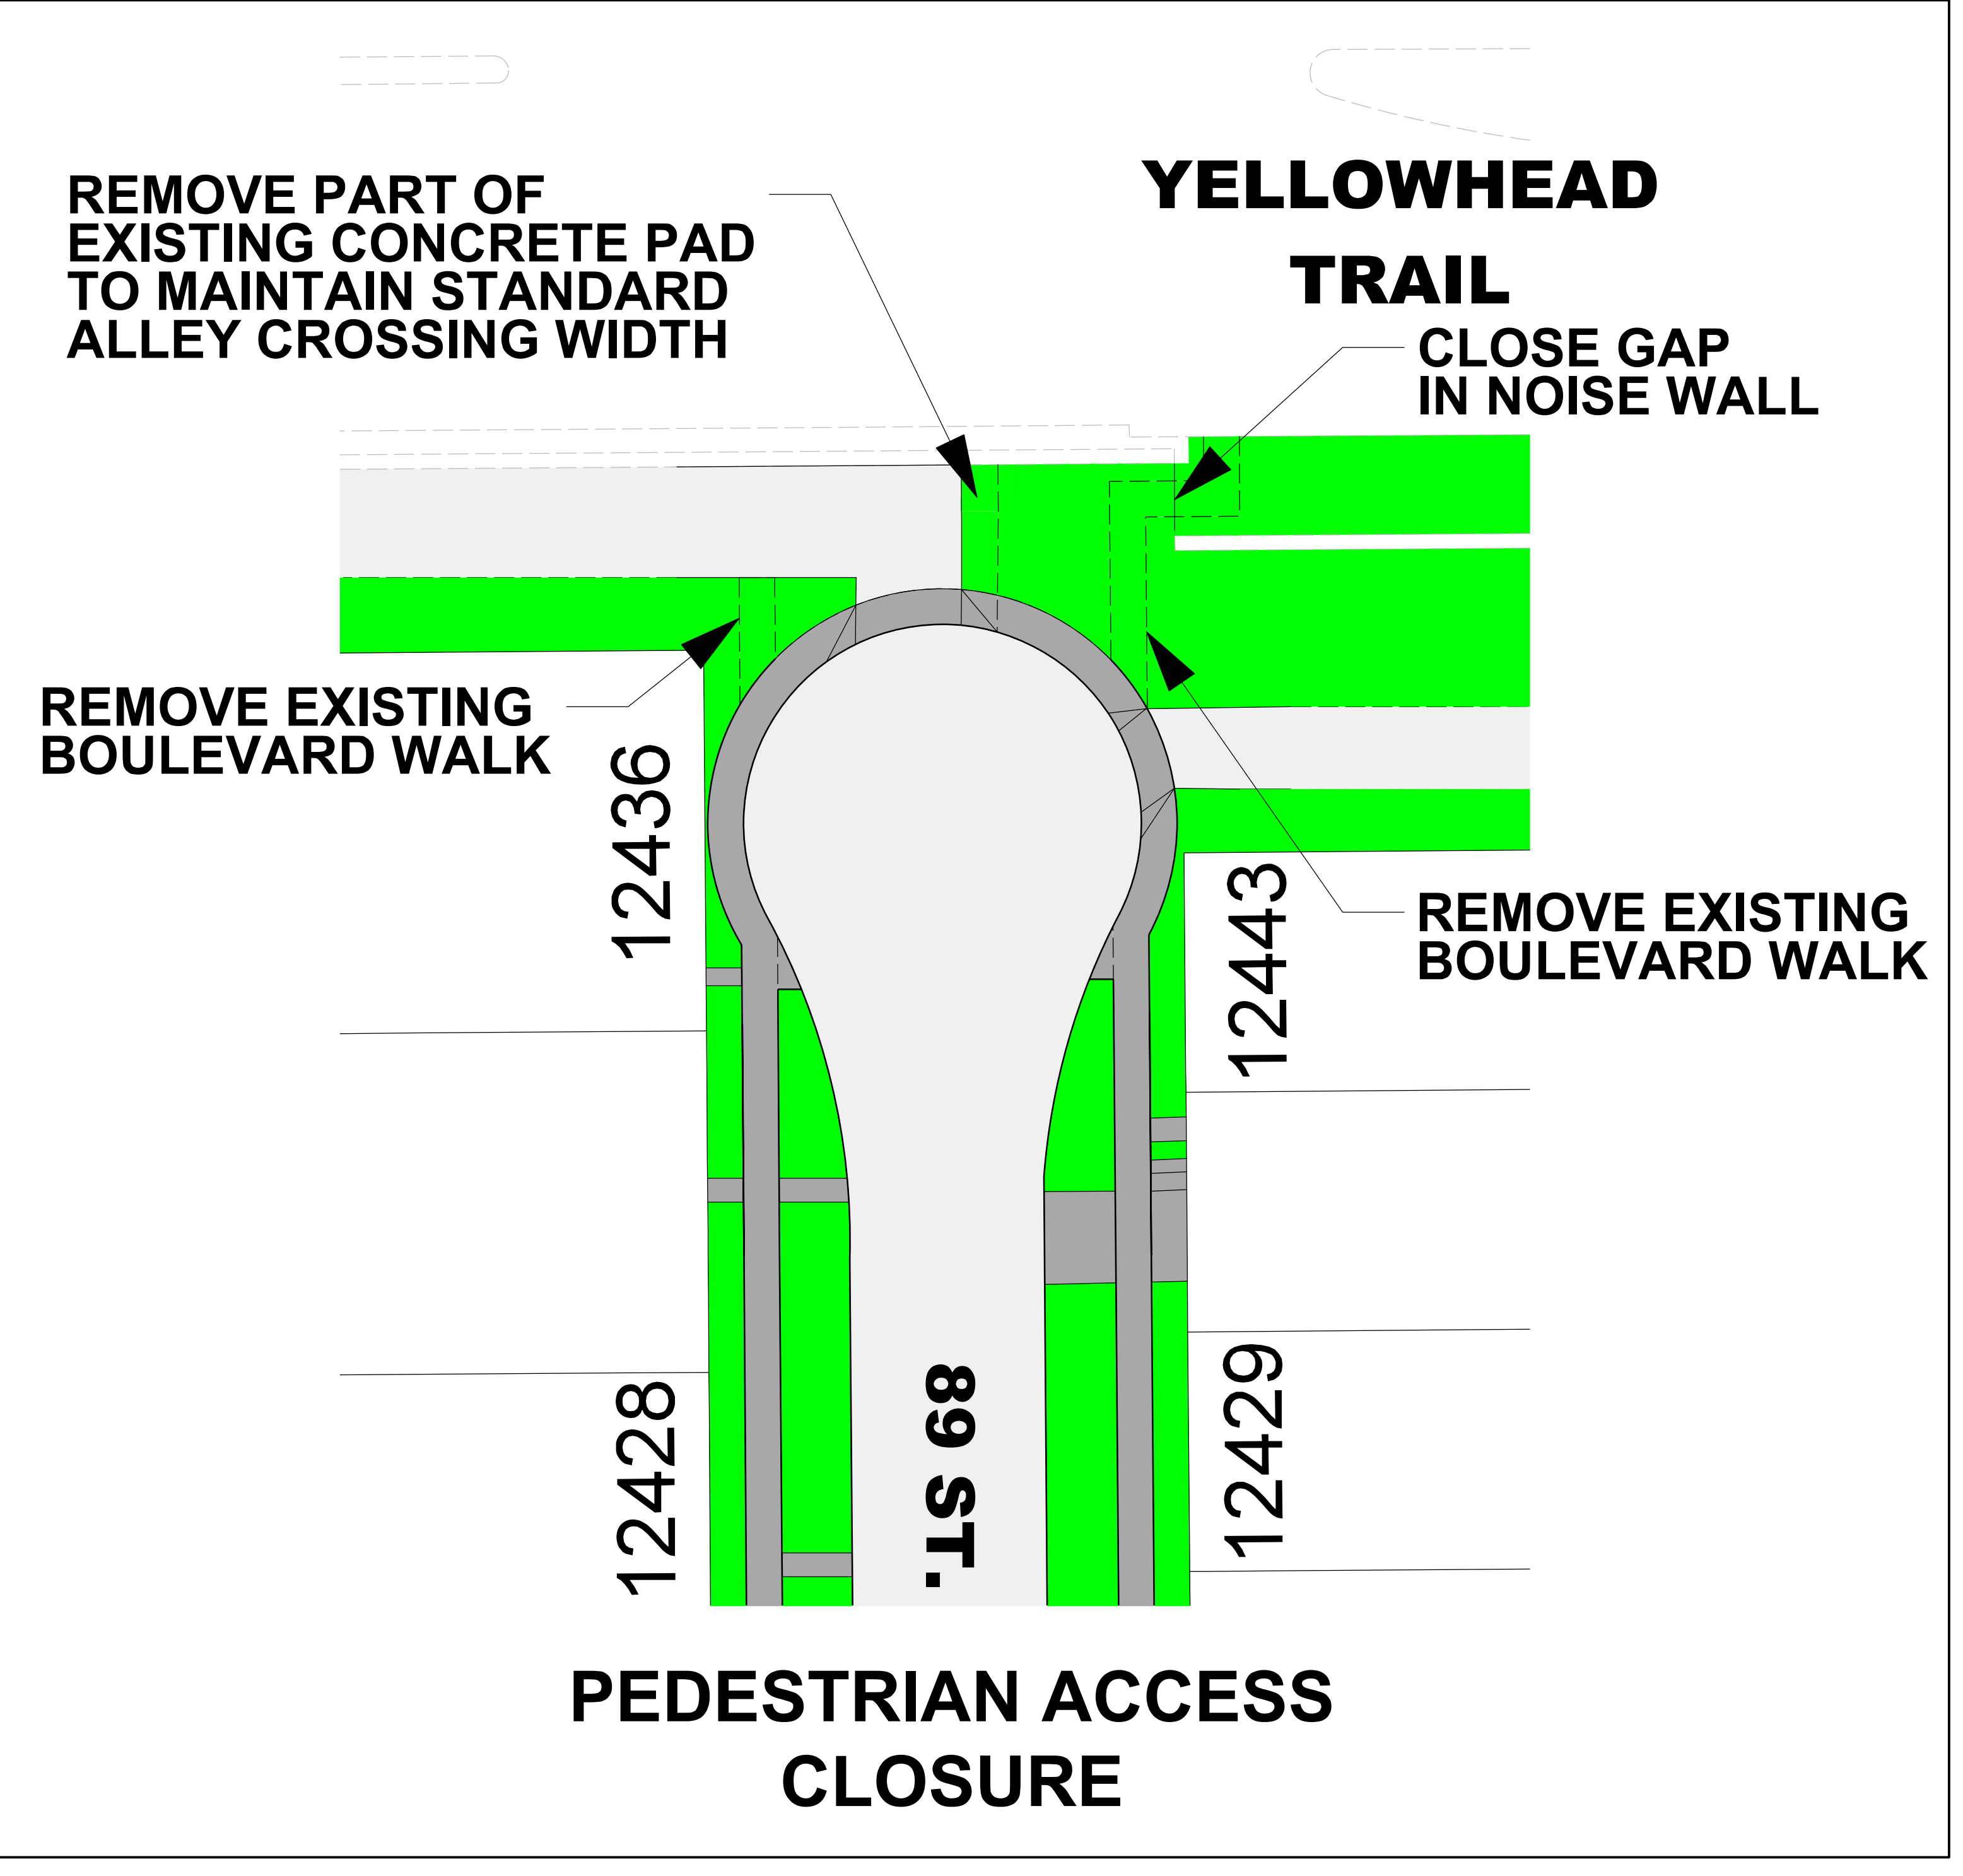 REMOVE PART OF
EXISTING CONCRETE PAD
TO MAINTAIN STANDARD
ALLEY CROSSING WIDTH
YELLOWHEAD
TRAIL
CLOSE GAP
IN NOISE WALL
REMOVE EXISTING
BOULEVARD WALK
12436
12443
REMOVE EXISTING
BOULEVARD WALK
12428
89 ST.
12429
PEDESTRIAN ACCESS
CLOSURE